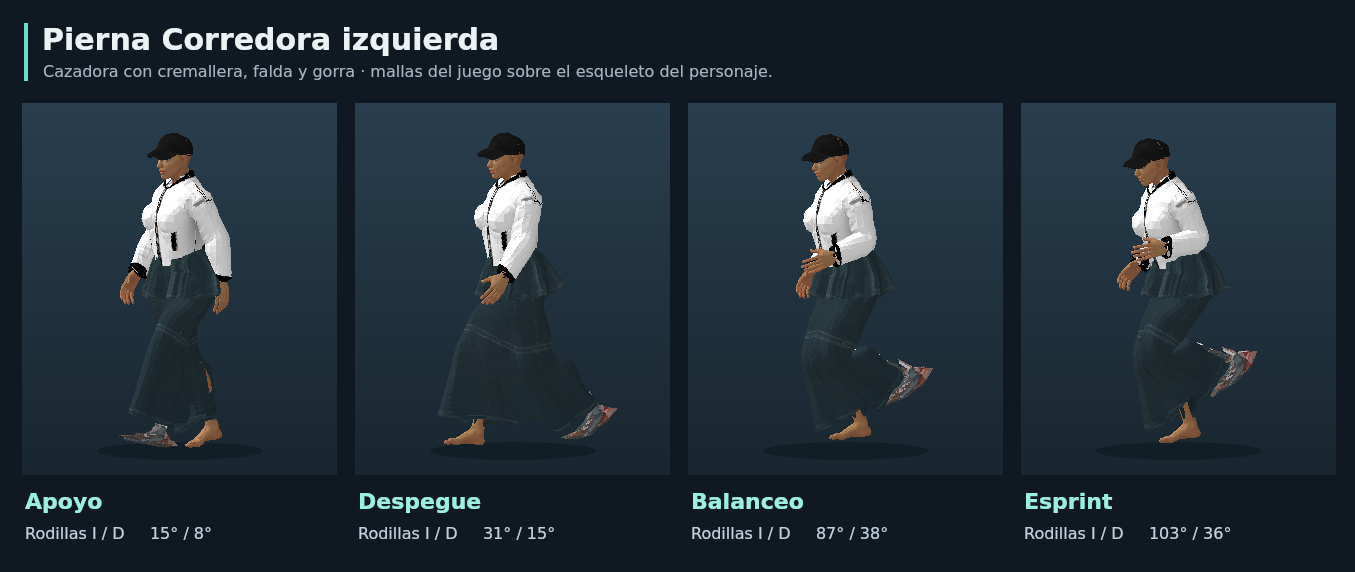 Pierna Corredora izquierda
Cazadora con cremallera, falda y gorra · mallas del juego sobre el esqueleto del personaje.
Apoyo
Rodillas I / D 15° / 8°
Despegue
Rodillas I / D 31° / 15°
Balanceo
Rodillas I / D 87° / 38°
Esprint
Rodillas I / D 103° / 36°